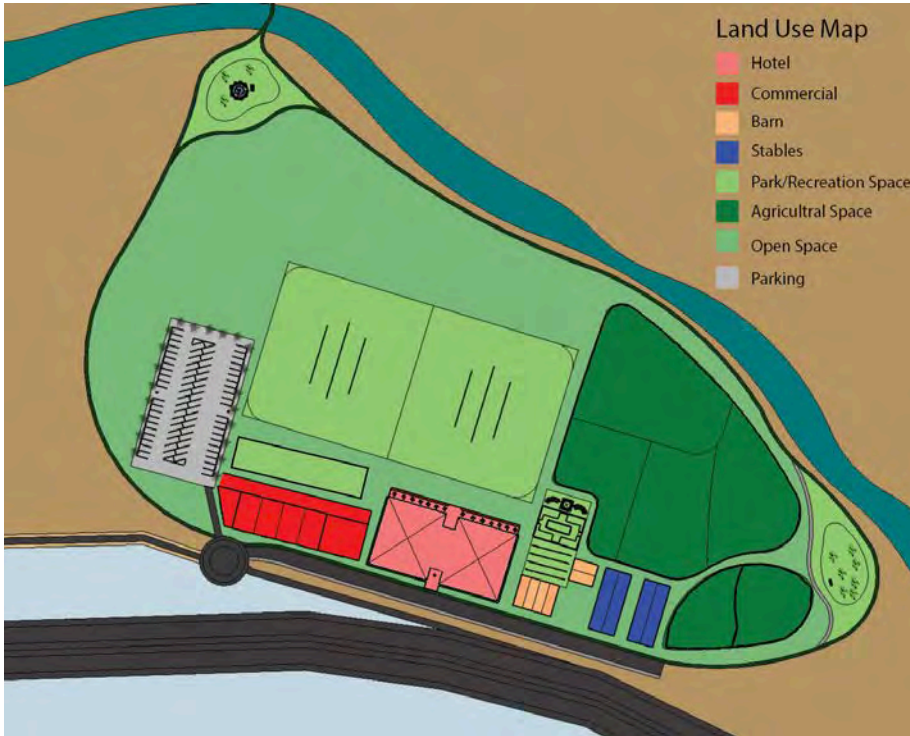 Land Use Map
Hotel
Commercial
Barn
Stables
Park/Recreation Space
Agricultral Space
Open Space
Parking